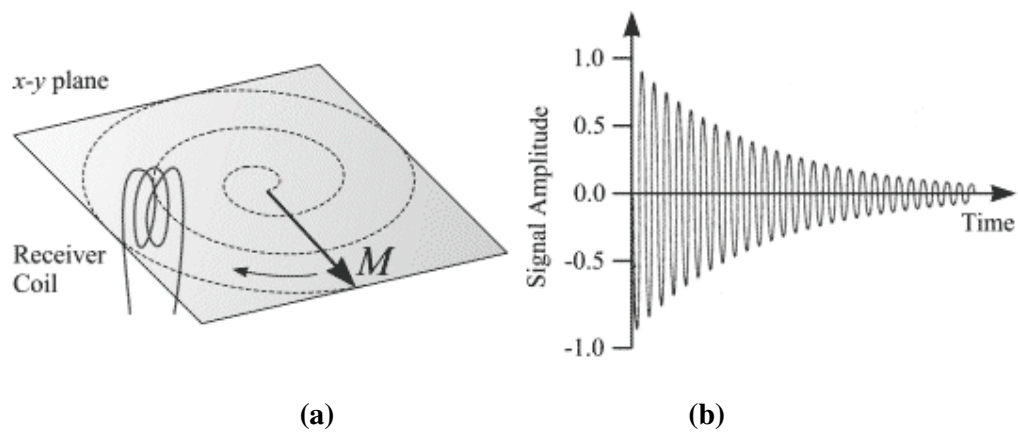 x-y plane
Receiver
Coil
M
Signal Amplitude
1.0
0.5
0.0
-0.5
-1.0
Time
(a)
(b)